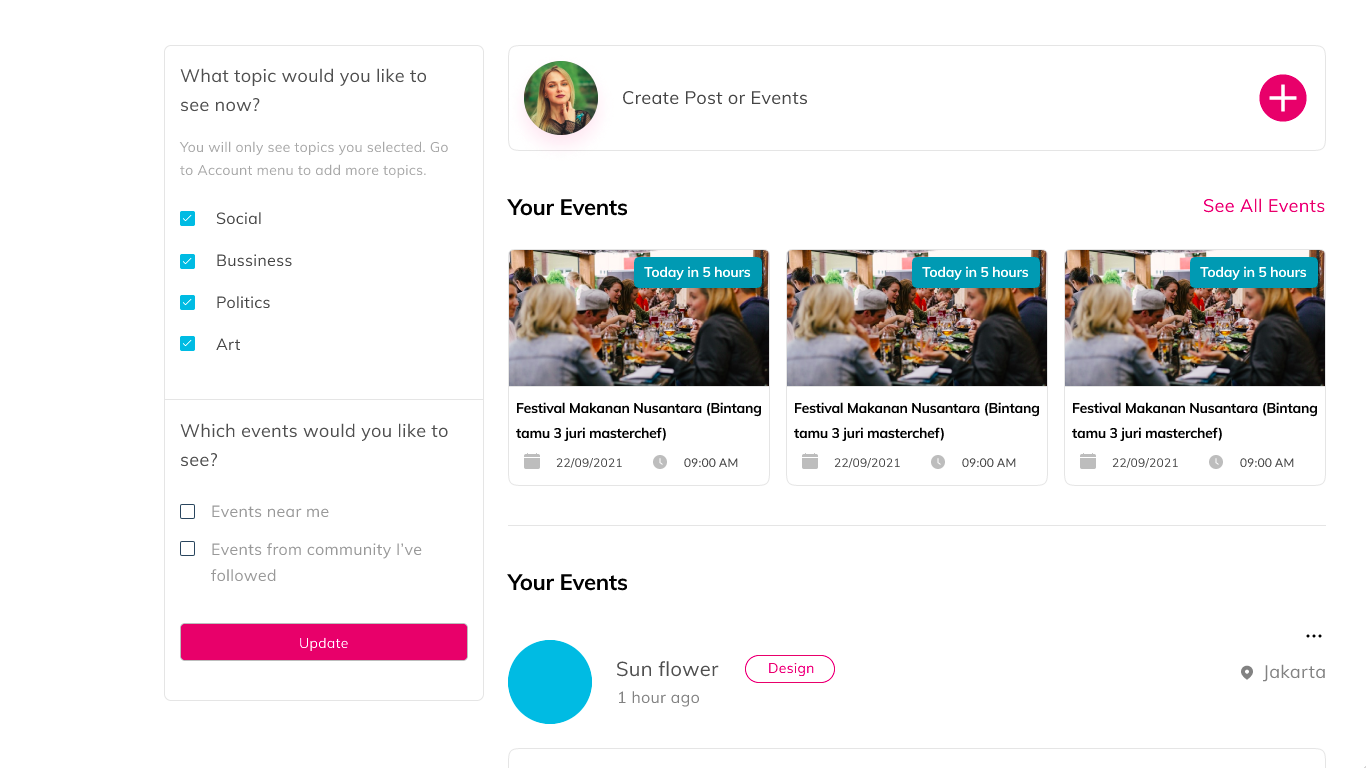 What topic would you like to
see now?
You will only see topics you selected. Go
to Account menu to add more topics.
Social
Bussiness
Politics
Art
Which events would you like to
see?
Events near me
Events from community I've
followed
Update
Create Post or Events
Your Events
See All Events
Today in 5 hours
Festival Makanan Nusantara (Bintang
tamu 3 juri masterchef)
22/09/2021
09:00 AM
Today in 5 hours
Festival Makanan Nusantara (Bintang
tamu 3 juri masterchef)
22/09/2021
09:00 AM
Today in 5 hours
Festival Makanan Nusantara (Bintang
tamu 3 juri masterchef)
22/09/2021
09:00 AM
Your Events
Sun flower
Design
1 hour ago
Jakarta